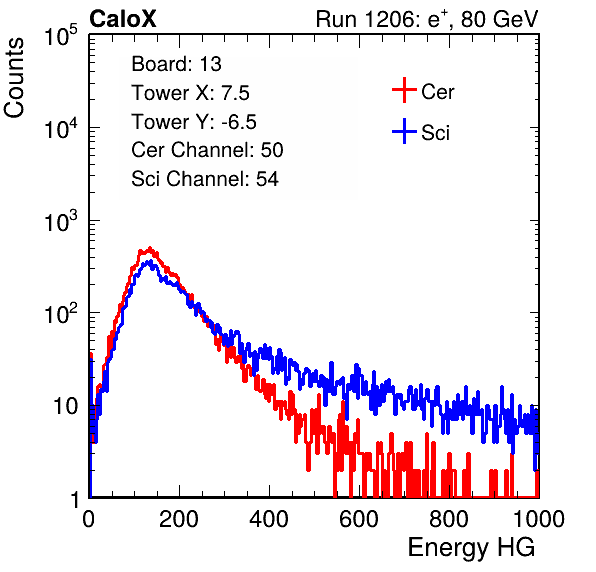 CaloX Run 1206: e⁺, 80 GeV
Counts
Board: 13
Tower X: 7.5
Tower Y: -6.5
Cer Channel: 50
Sci Channel: 54
Cer
Sci
10⁵
10⁴
10³
10²
10
1
0 200 400 600 800 1000
Energy HG